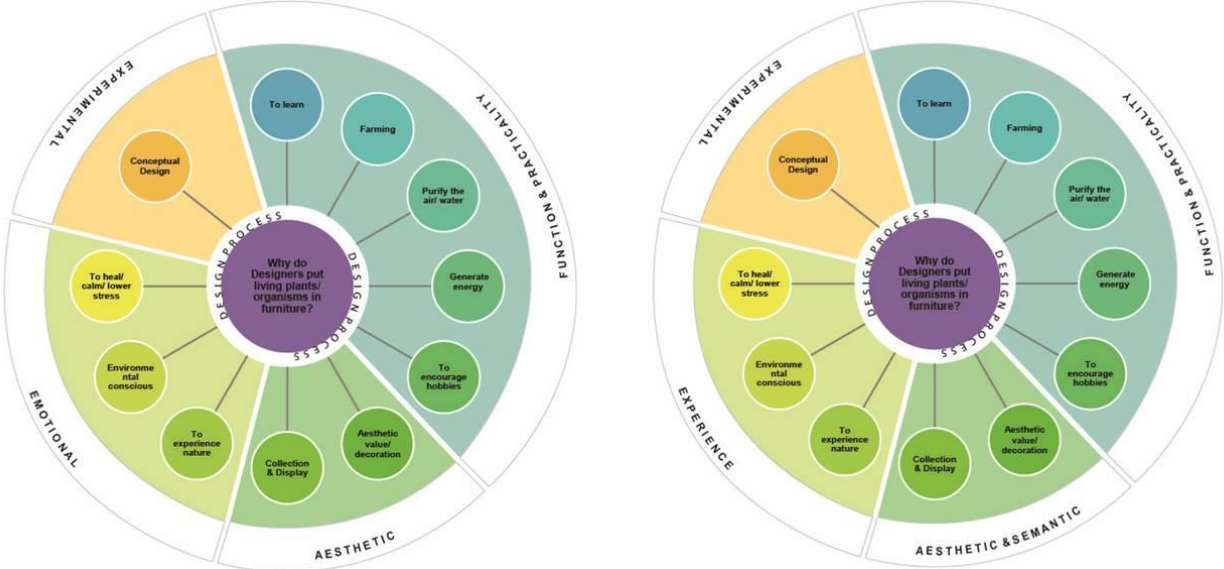 EXPERIMENTAL
FUNCTION & PRACTICALITY
To learn
Farming
Conceptual
Design
Purify the
air/ water
DESIGN PROCESS
DESIGN PROCESS
Why do
Designers put
living plants/
organisms in
furniture?
To heal/
calm/ lower
stress
Generate
energy
Environme
ntal
conscious
To
encourage
hobbies
To
experience
nature
Aesthetic
value/
decoration
Collection
& Display
EMOTIONAL
AESTHETIC
EXPERIMENTAL
FUNCTION & PRACTICALITY
To learn
Farming
Conceptual
Design
Purify the
air/ water
DESIGN PROCESS
DESIGN PROCESS
Why do
Designers put
living plants/
organisms in
furniture?
To heal/
calm/ lower
stress
Generate
energy
Environme
ntal
conscious
To
encourage
hobbies
To
experience
nature
Aesthetic
value/
decoration
Collection
& Display
EXPERIENCE
AESTHETIC & SEMANTIC